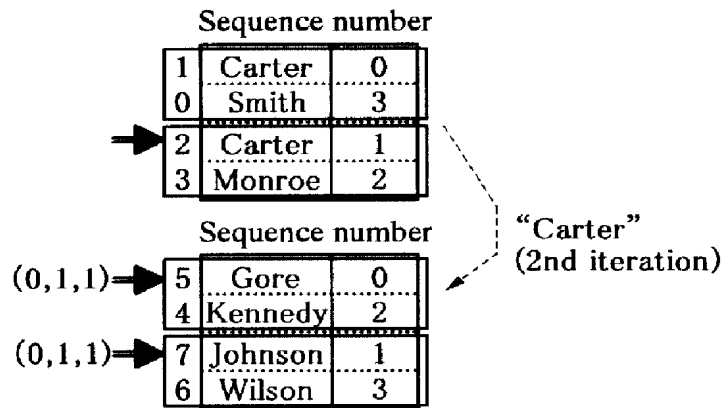 Sequence number
1 Carter 0
0 Smith 3
2 Carter 1
3 Monroe 2
Sequence number
"Carter"
(2nd iteration)
(0,1,1) 5 Gore 0
4 Kennedy 2
(0,1,1) 7 Johnson 1
6 Wilson 3